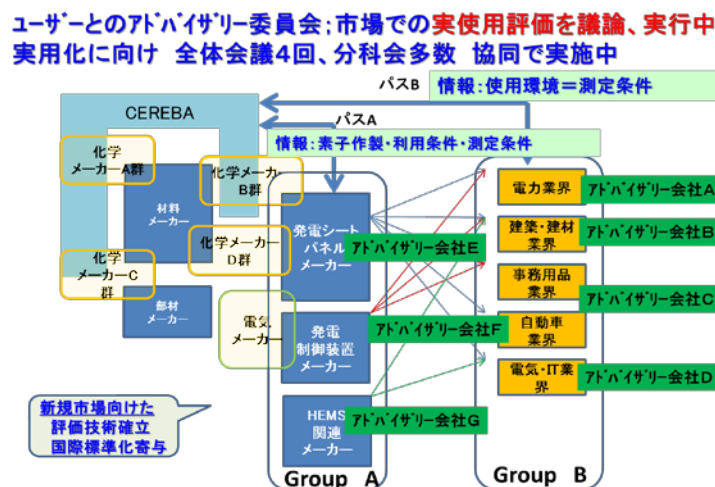 ユーザーとのアドバイザリー委員会;市場での実使用評価を議論、実行中
実用化に向け 全体会議4回、分科会多数 協同で実施中
パスB
情報:使用環境=測定条件
CEREBA
パスA
情報:素子作製・利用条件・測定条件
化学
メーカーA群
化学メーカー
B群
材料
メーカー
化学メーカー
D群
化学
メーカーC
群
部材
メーカー
電気
メーカー
発電シート
パネル
メーカー
アドバイザリー会社E
発電
制御装置
メーカー
アドバイザリー会社F
HEMS
関連
メーカー
アドバイザリー会社G
Group A
電力業界
アドバイザリー会社A
建築・建材
業界
アドバイザリー会社B
事務用品
業界
アドバイザリー会社C
自動車
業界
電気・IT業
界
アドバイザリー会社D
Group B
新規市場向けた
評価技術確立
国際標準化寄与